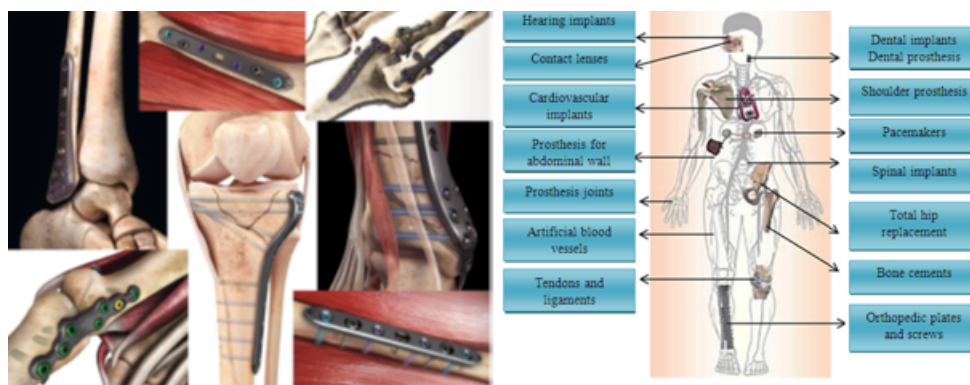 Hearing implants
Contact lenses
Cardiovascular
implants
Prosthesis for
abdominal wall
Prosthesis joints
Artificial blood
vessels
Tendons and
ligaments
Dental implants
Dental prosthesis
Shoulder prosthesis
Pacemakers
Spinal implants
Total hip
replacement
Bone cements
Orthopedic plates
and screws